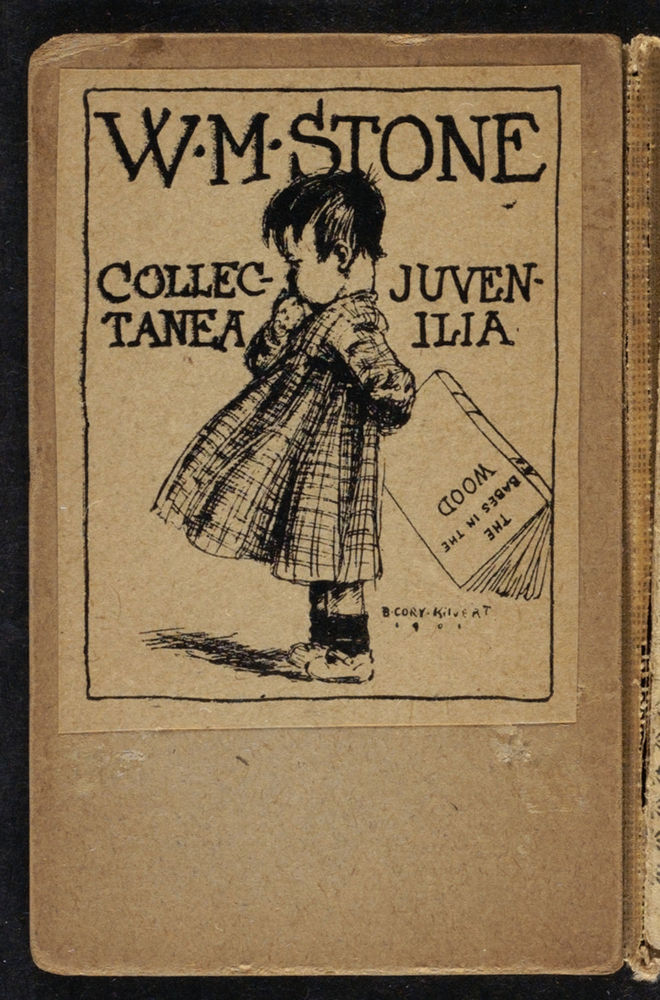 W·M·STONE
COLLEC-
TANEA
JUVEN-
ILIA
THE
BABES IN THE
WOOD
B·CORY·KilvERT
1901